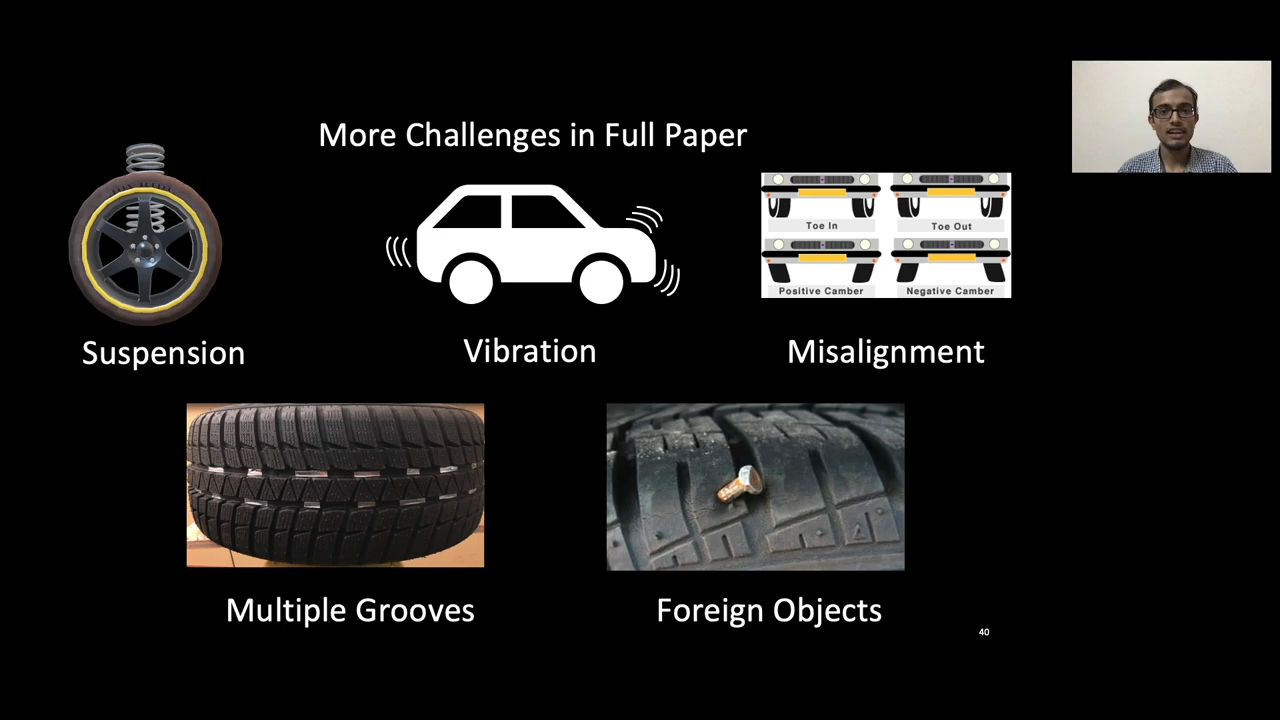 More Challenges in Full Paper
Toe In
Toe Out
Positive Camber
Negative Camber
Suspension
Vibration
Misalignment
Multiple Grooves
Foreign Objects
40